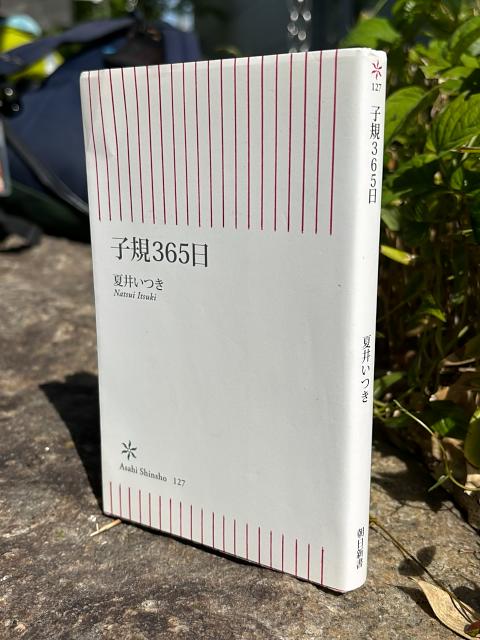 子規365日
夏井いつき
Natsui Itsuki
Asahi Shinsho 127
127
子規365日
夏井いつき
朝日新書